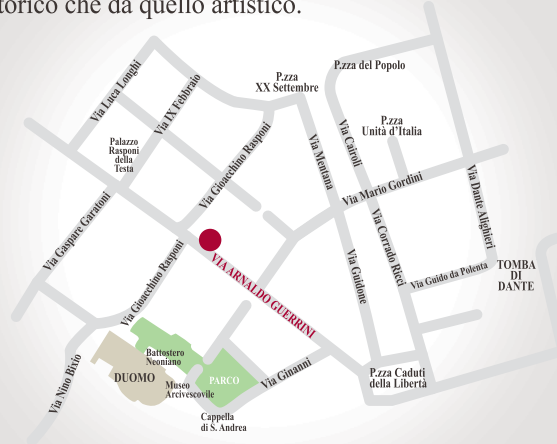 torico che da quello artistico.
Via Luca Longhi
Via IX Febbraio
P.zza
XX Settembre
P.zza del Popolo
P.zza
Unità d'Italia
Palazzo
Rasponi
della
Testa
Via Gioacchino Rasponi
Via Mentana
Via Cairoli
Via Mario Gordini
Via Dante Alighieri
Via Gaspare Garatoni
Via Gioacchino Rasponi
VIA ARNALDO GUERRINI
Via Guidone
Via Corrado Ricci
Via Guido da Polenta
TOMBA
DI
DANTE
Via Nino Bixio
Battostero
Neoniano
DUOMO
Museo
Arcivescovile
PARCO
Via Ginanni
P.zza Caduti
della Libertà
Cappella
di S. Andrea